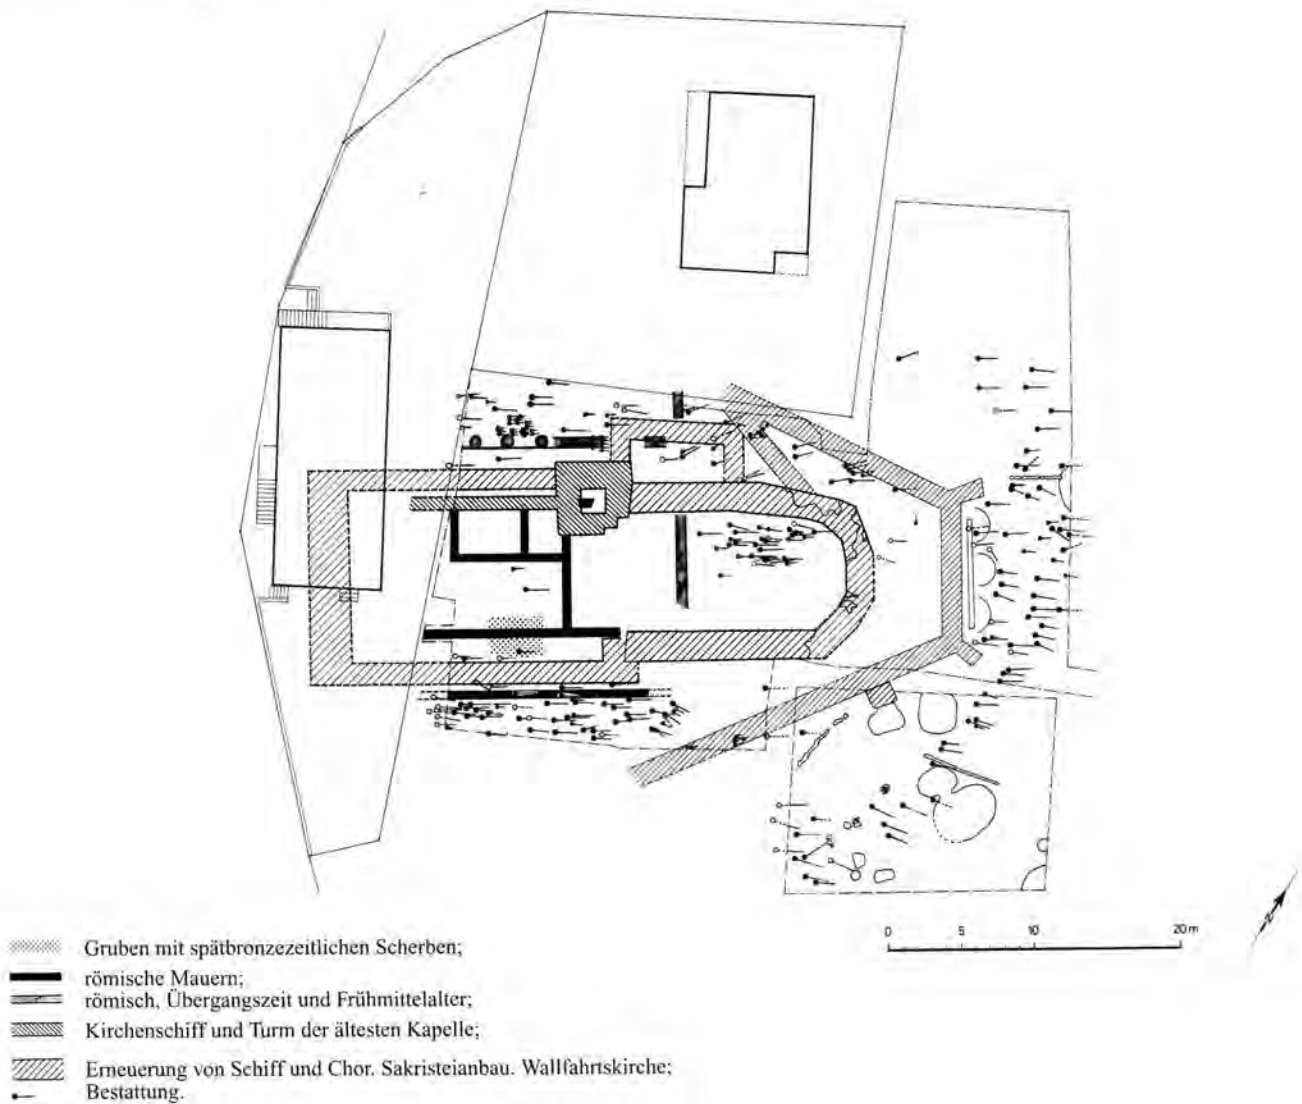 0 5 10 20 m
N
Gruben mit spätbronzezeitlichen Scherben;
römische Mauern;
römisch, Übergangszeit und Frühmittelalter;
Kirchenschiff und Turm der ältesten Kapelle;
Erneuerung von Schiff und Chor. Sakristeianbau. Wallfahrtskirche;
Bestattung.